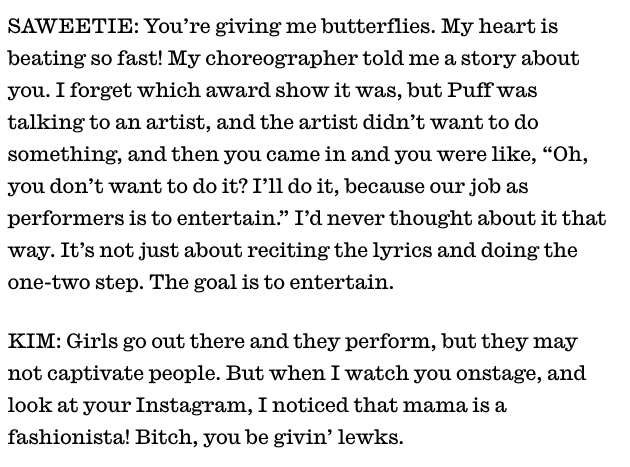 SAWEETIE: You’re giving me butterflies. My heart is
beating so fast! My choreographer told me a story about
you. I forget which award show it was, but Puff was
talking to an artist, and the artist didn’t want to do
something, and then you came in and you were like, “Oh,
you don’t want to do it? I’ll do it, because our job as
performers is to entertain.” I’d never thought about it that
way. It’s not just about reciting the lyrics and doing the
one-two step. The goal is to entertain.
KIM: Girls go out there and they perform, but they may
not captivate people. But when I watch you onstage, and
look at your Instagram, I noticed that mama is a
fashionista! Bitch, you be givin’ lewks.